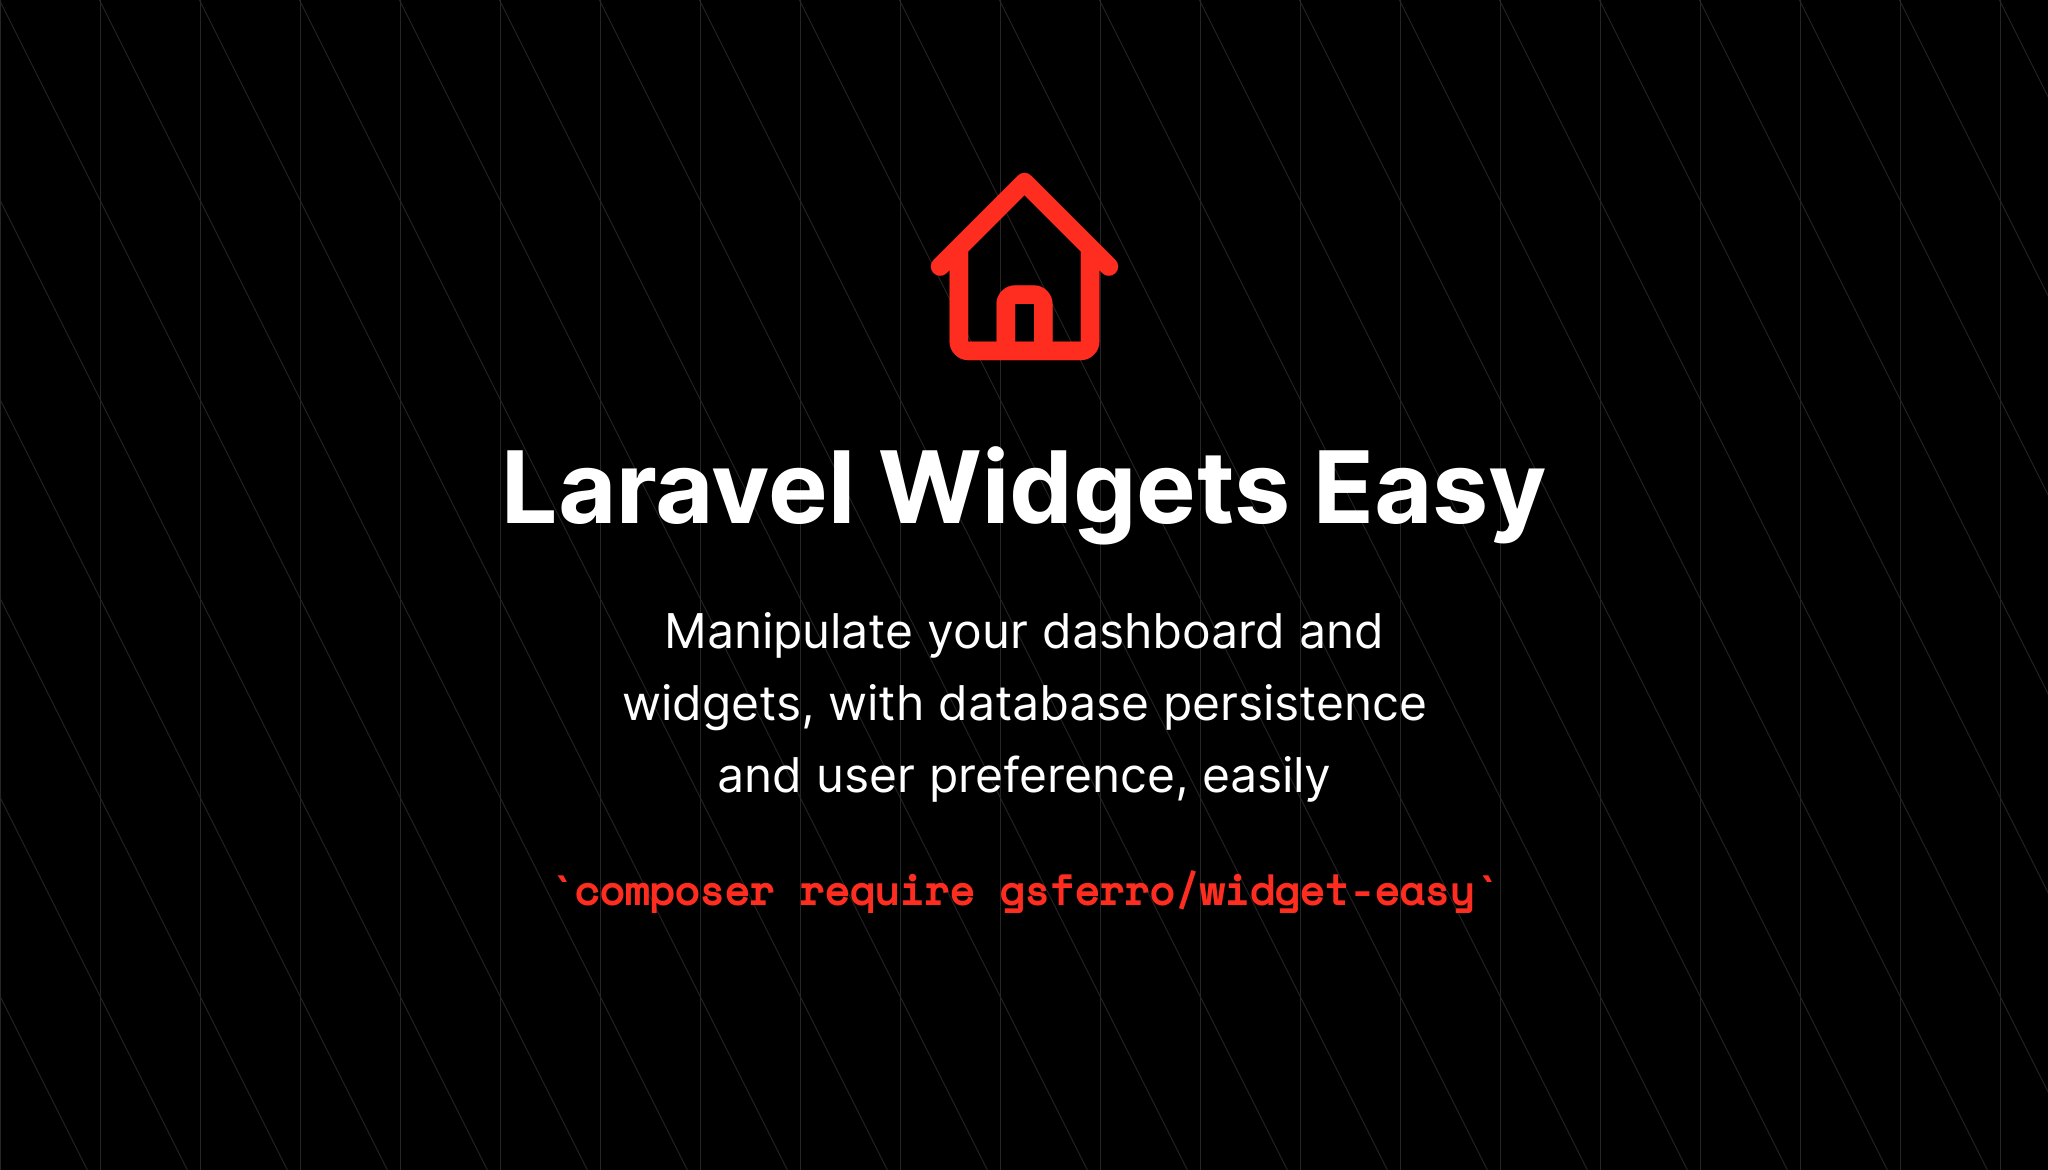 Laravel Widgets Easy
Manipulate your dashboard and
widgets, with database persistence
and user preference, easily
`composer require gsferro/widget-easy`